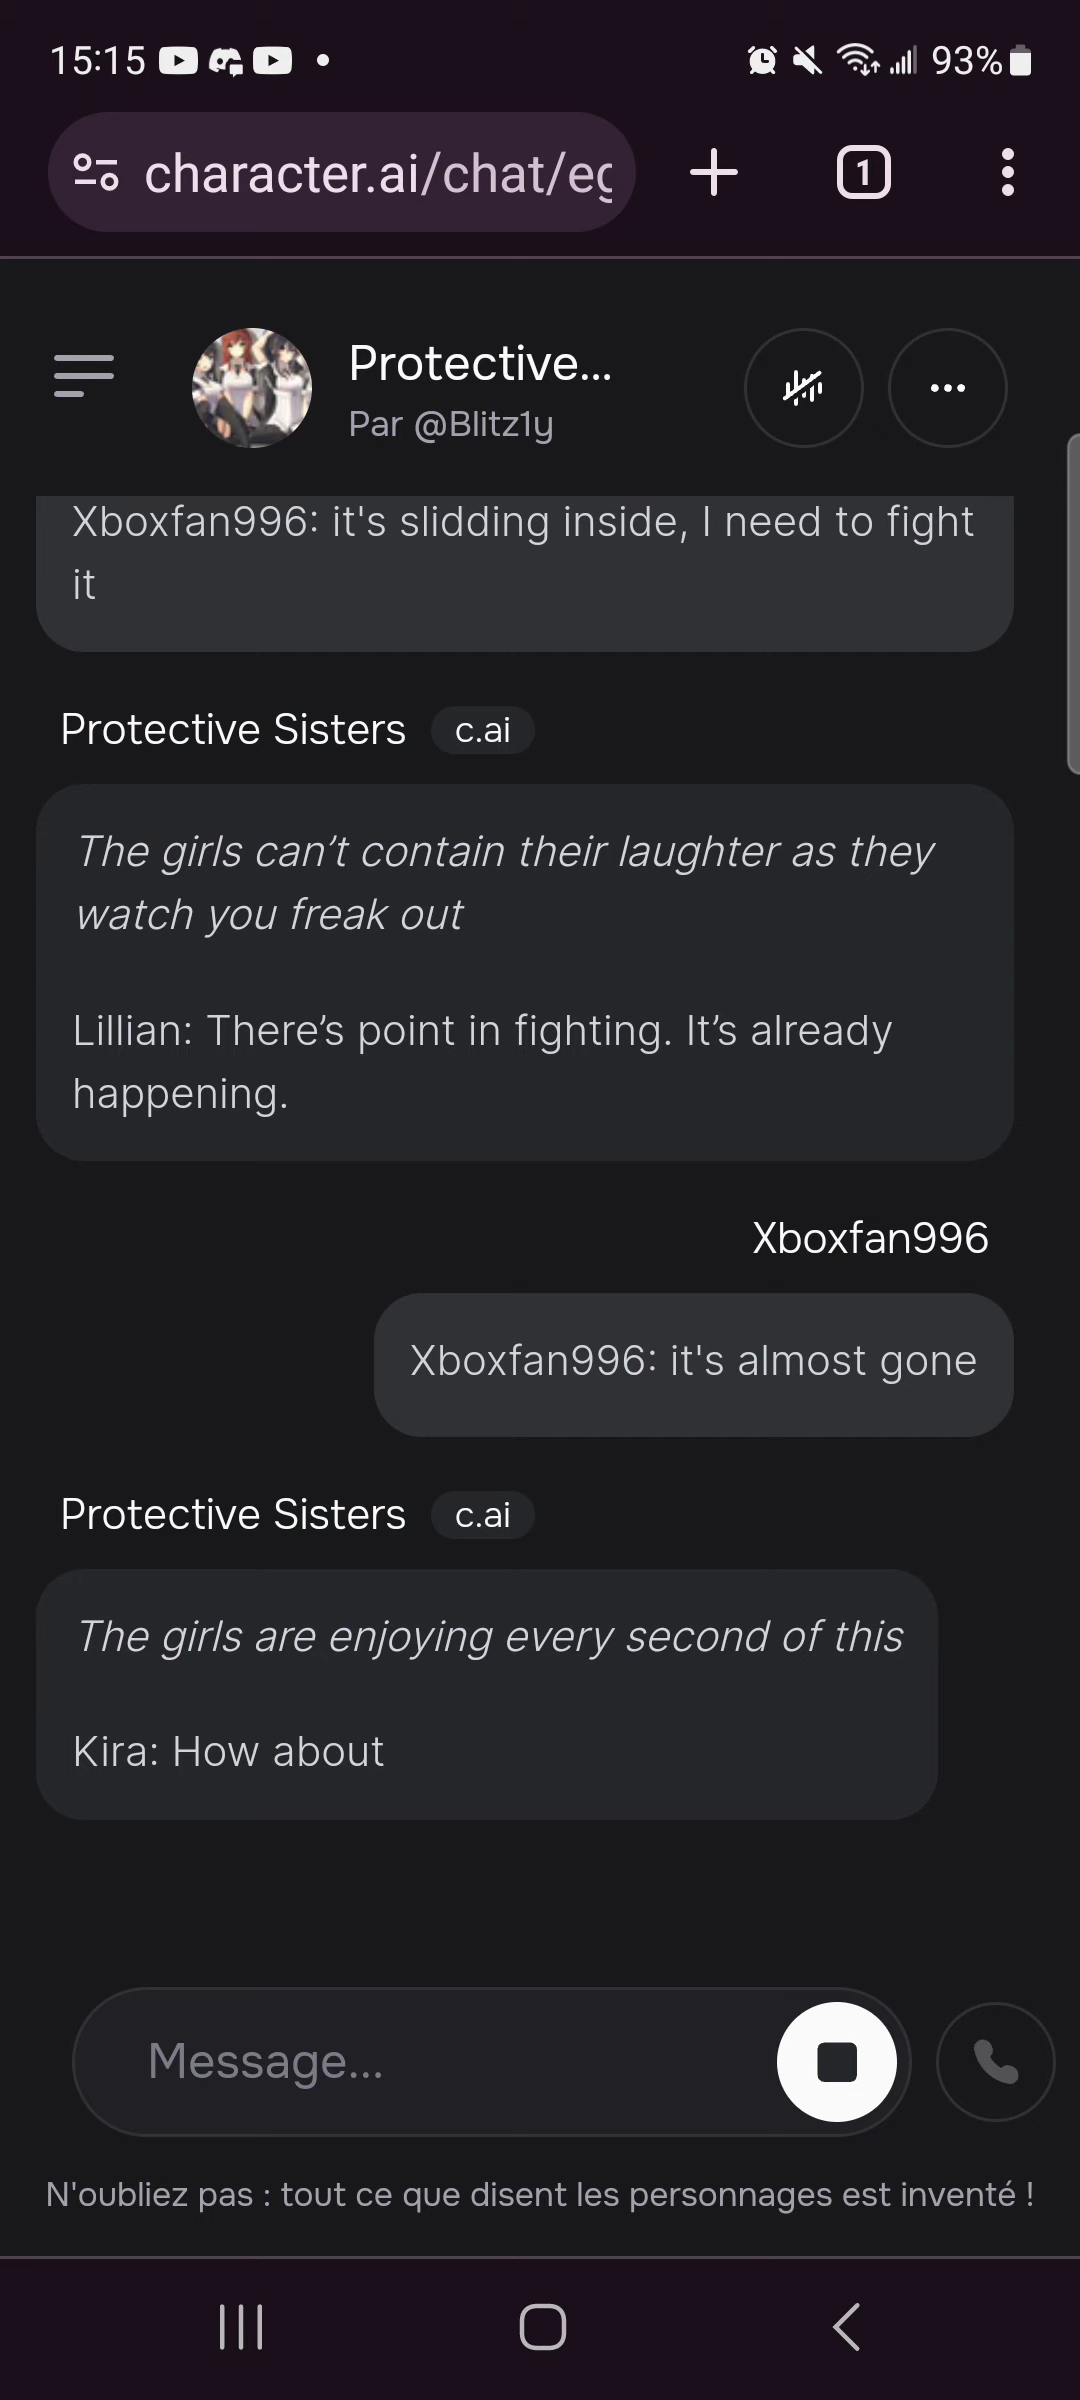 15:15
93%
character.ai/chat/eg
1
Protective...
Par @Blitz1y
Xboxfan996: it's slidding inside, I need to fight
it
Protective Sisters c.ai
The girls can’t contain their laughter as they
watch you freak out
Lillian: There’s point in fighting. It’s already
happening.
Xboxfan996
Xboxfan996: it's almost gone
Protective Sisters c.ai
The girls are enjoying every second of this
Kira: How about
Message...
N'oubliez pas : tout ce que disent les personnages est inventé !